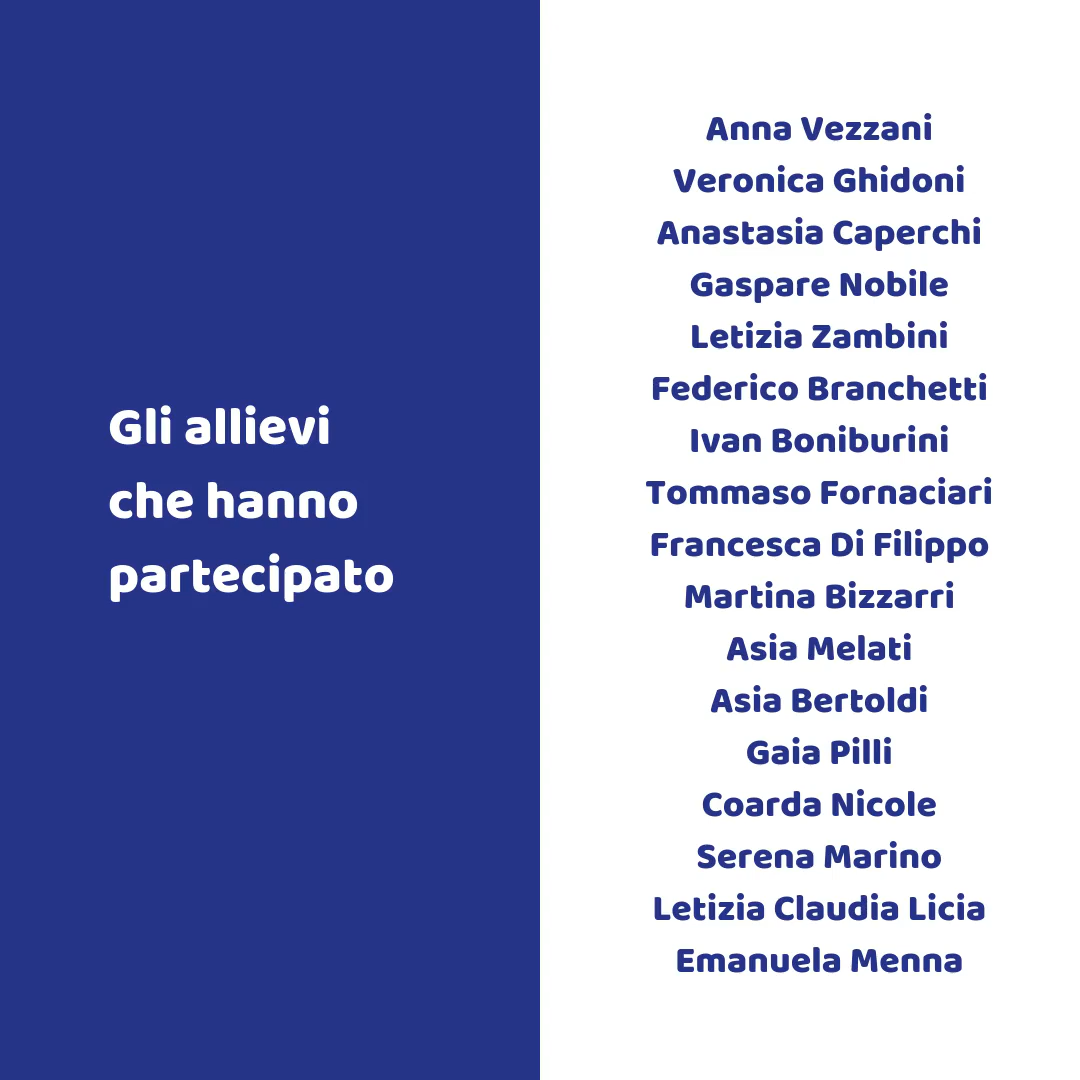 Gli allievi
che hanno
partecipato
Anna Vezzani
Veronica Ghidoni
Anastasia Caperchi
Gaspare Nobile
Letizia Zambini
Federico Branchetti
Ivan Boniburini
Tommaso Fornaciari
Francesca Di Filippo
Martina Bizzarri
Asia Melati
Asia Bertoldi
Gaia Pilli
Coarda Nicole
Serena Marino
Letizia Claudia Licia
Emanuela Menna